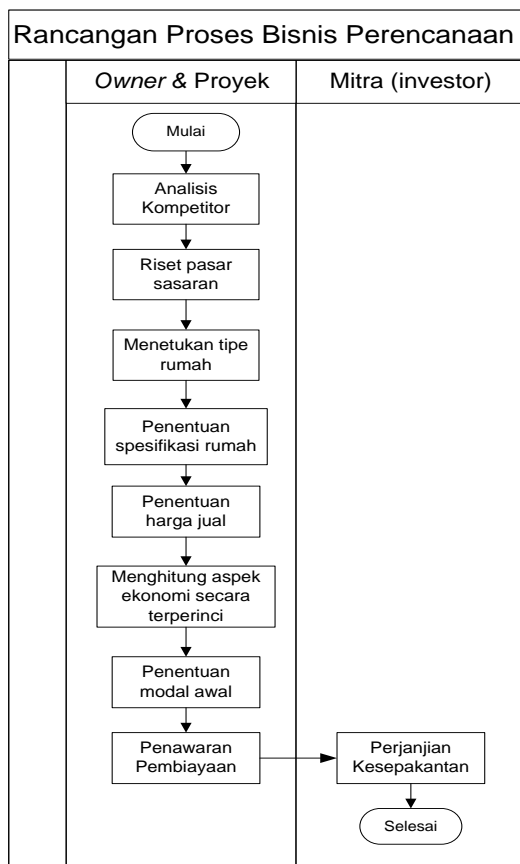 Rancangan Proses Bisnis Perencanaan
Owner & Proyek
Mitra (investor)
Mulai
Analisis
Kompetitor
Riset pasar
sasaran
Menetukan tipe
rumah
Penentuan
spesifikasi rumah
Penentuan
harga jual
Menghitung aspek
ekonomi secara
terperinci
Penentuan
modal awal
Penawaran
Pembiayaan
Perjanjian
Kesepakantan
Selesai